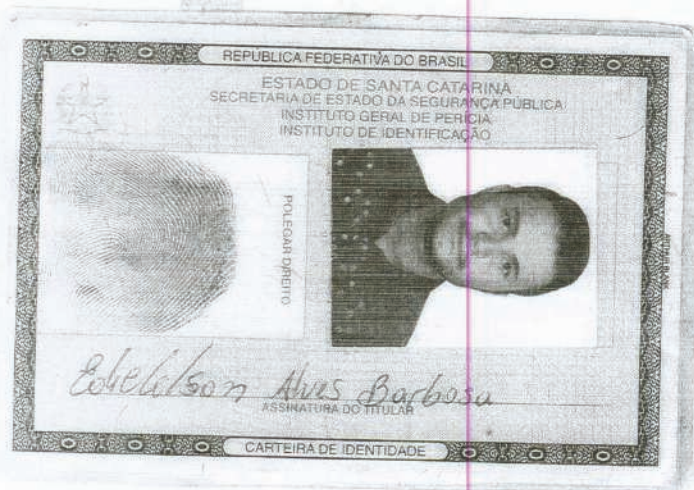 REPÚBLICA FEDERATIVA DO BRASIL
ESTADO DE SANTA CATARINA
SECRETARIA DE ESTADO DA SEGURANÇA PÚBLICA
INSTITUTO GERAL DE PERÍCIA
INSTITUTO DE IDENTIFICAÇÃO
POLEGAR DIREITO
Alves Barbosa
ASSINATURA DO TITULAR
CARTEIRA DE IDENTIDADE